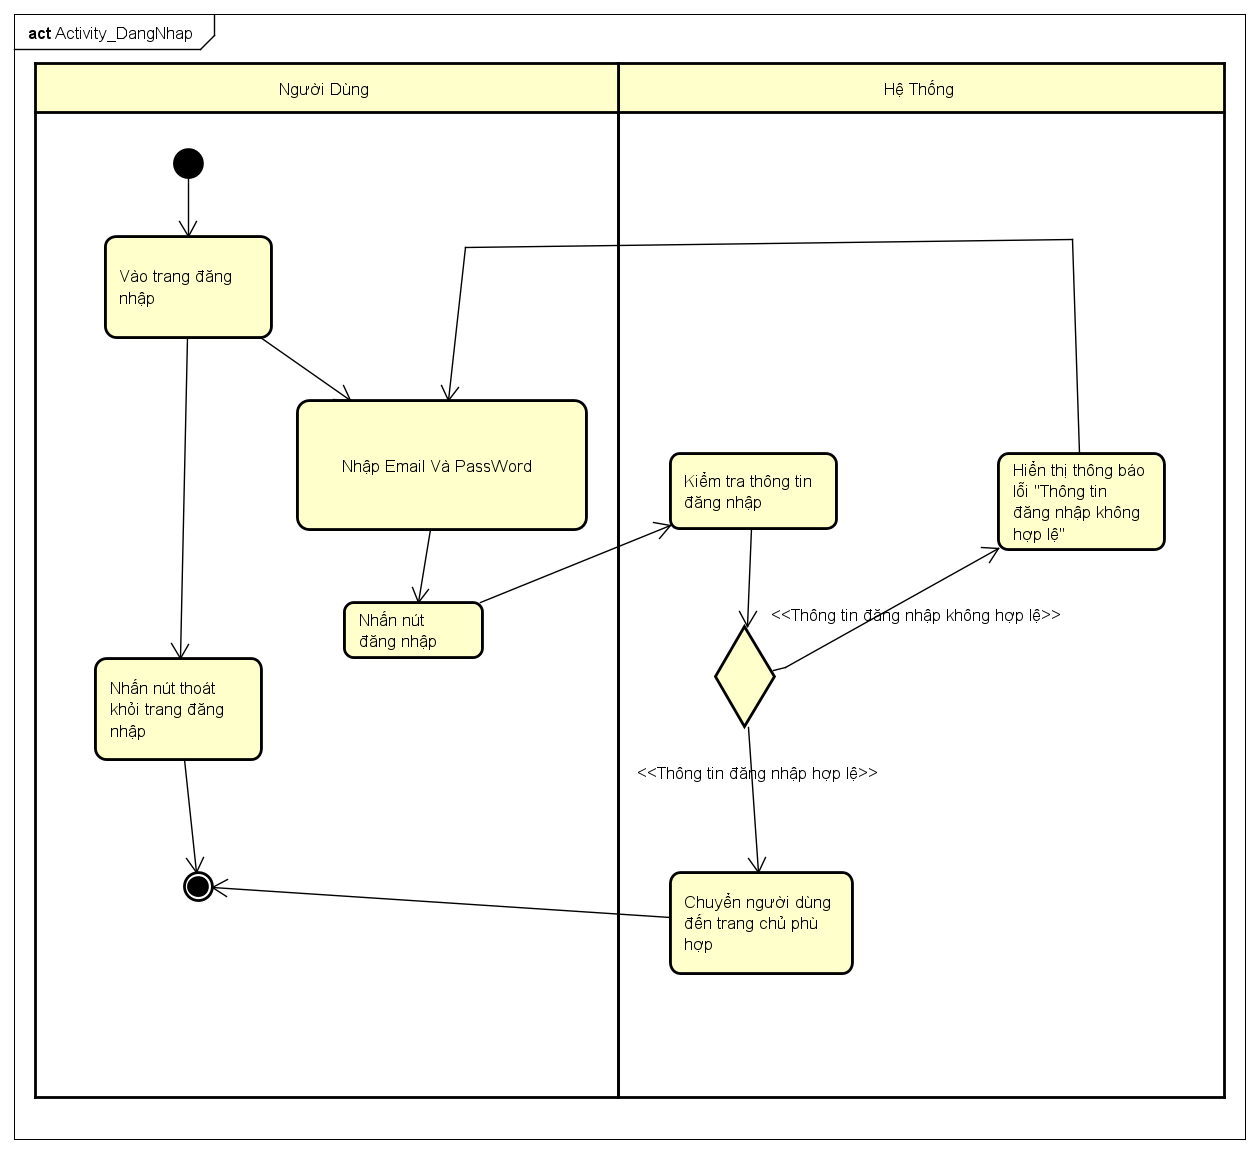 act Activity_DangNhap
Người Dùng
Hệ Thống
Vào trang đăng
nhập
Nhập Email Và PassWord
Kiểm tra thông tin
đăng nhập
Hiển thị thông báo
lỗi "Thông tin
đăng nhập không
hợp lệ"
Nhấn nút
đăng nhập
<<Thông tin đăng nhập không hợp lệ>>
Nhấn nút thoát
khỏi trang đăng
nhập
<<Thông tin đăng nhập hợp lệ>>
Chuyển người dùng
đến trang chủ phù
hợp